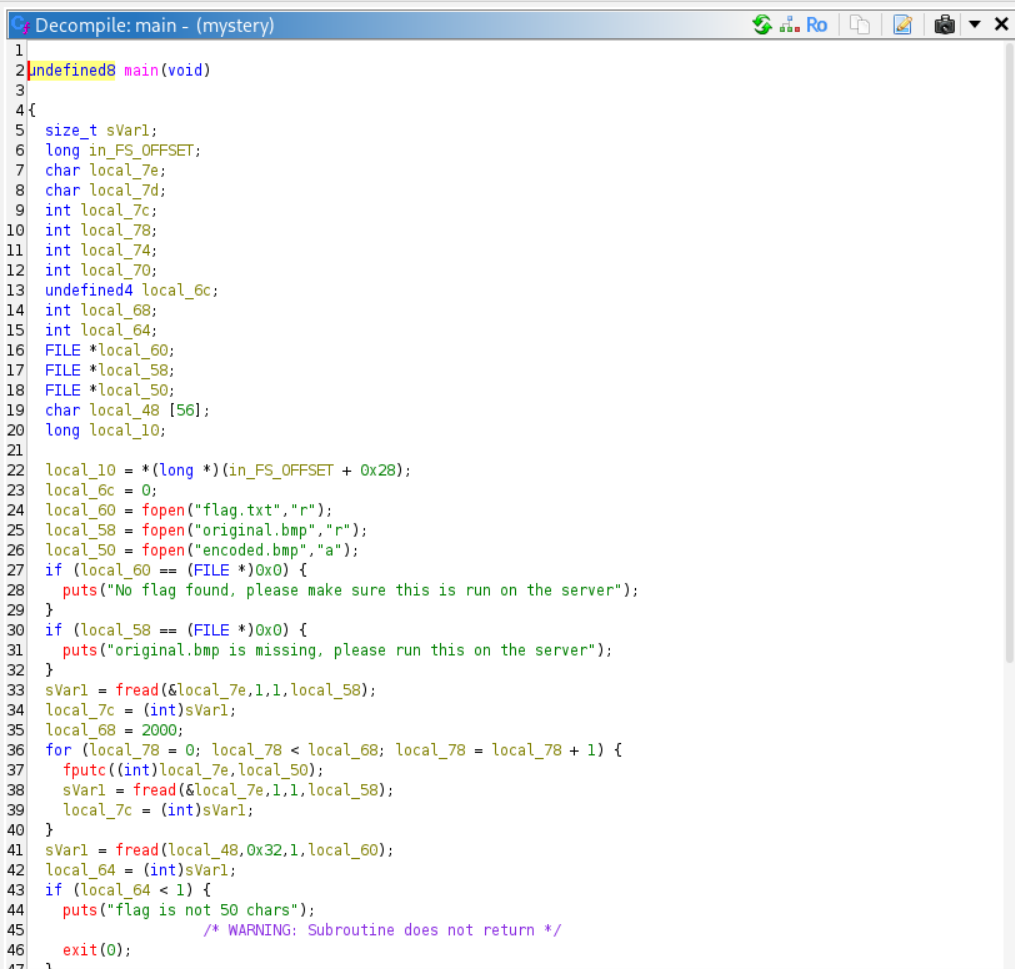 Decompile: main - (mystery) Ro
1
2 undefined8 main(void)
3
4 {
5 size_t sVar1;
6 long in_FS_OFFSET;
7 char local_7e;
8 char local_7d;
9 int local_7c;
10 int local_78;
11 int local_74;
12 int local_70;
13 undefined4 local_6c;
14 int local_68;
15 int local_64;
16 FILE *local_60;
17 FILE *local_58;
18 FILE *local_50;
19 char local_48 [56];
20 long local_10;
21
22 local_10 = *(long *)(in_FS_OFFSET + 0x28);
23 local_6c = 0;
24 local_60 = fopen("flag.txt","r");
25 local_58 = fopen("original.bmp","r");
26 local_50 = fopen("encoded.bmp","a");
27 if (local_60 == (FILE *)0x0) {
28 puts("No flag found, please make sure this is run on the server");
29 }
30 if (local_58 == (FILE *)0x0) {
31 puts("original.bmp is missing, please run this on the server");
32 }
33 sVar1 = fread(&local_7e,1,1,local_58);
34 local_7c = (int)sVar1;
35 local_68 = 2000;
36 for (local_78 = 0; local_78 < local_68; local_78 = local_78 + 1) {
37 fputc((int)local_7e,local_50);
38 sVar1 = fread(&local_7e,1,1,local_58);
39 local_7c = (int)sVar1;
40 }
41 sVar1 = fread(local_48,0x32,1,local_60);
42 local_64 = (int)sVar1;
43 if (local_64 < 1) {
44 puts("flag is not 50 chars");
45 /* WARNING: Subroutine does not return */
46 exit(0);
47 }